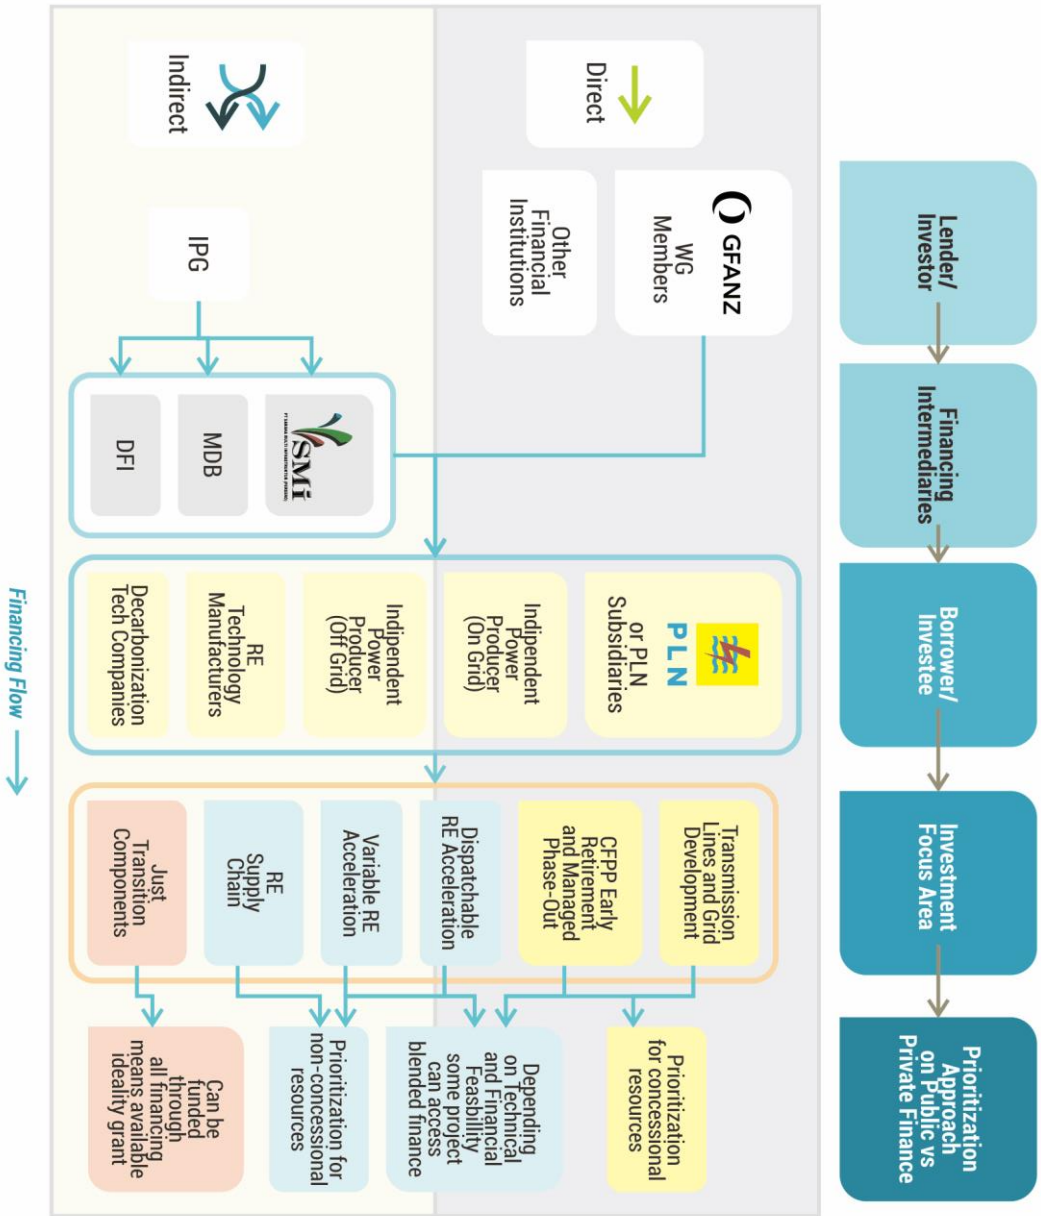 Lender/
Investor
Financing
Intermediaries
Borrower/
Investee
Investment
Focus Area
Prioritization
Approach
on Public vs
Private Finance
Direct
GFANZ
WG
Members
Other
Financial
Institutions
Indirect
IPG
SMi
MDB
DFI
PLN
or PLN
Subsidiaries
Indipendent
Power
Producer
(On Grid)
Indipendent
Power
Producer
(Off Grid)
RE
Technology
Manufacturers
Decarbonization
Tech Companies
Transmission
Lines and Grid
Development
CFPP Early
Retirement
and Managed
Phase-Out
Dispatchable
RE Acceleration
Variable RE
Acceleration
RE
Supply
Chain
Just
Transition
Components
Prioritization
for concessional
resources
Depending
on Technical
and Financial
Feasbility
some project
can access
blended finance
Prioritization for
non-concessional
resources
Can be
funded
through
all financing
means available
ideality grant
Financing Flow